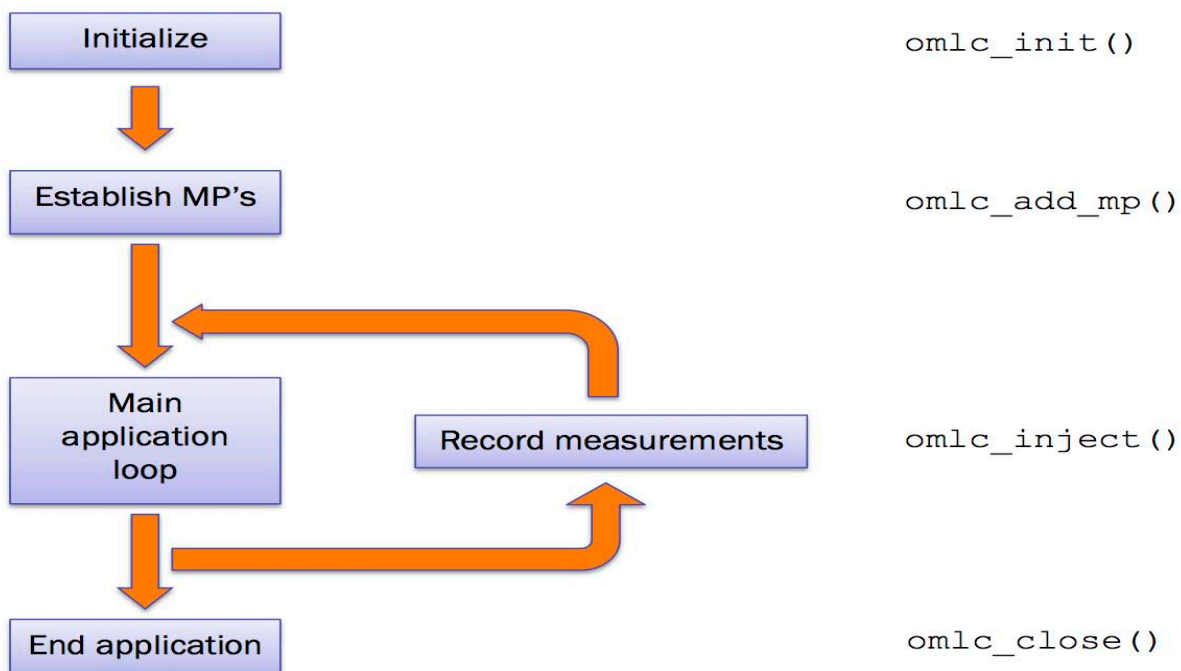 Initialize
omlc_init()
Establish MP's
omlc_add_mp()
Main
application
loop
Record measurements
omlc_inject()
End application
omlc_close()